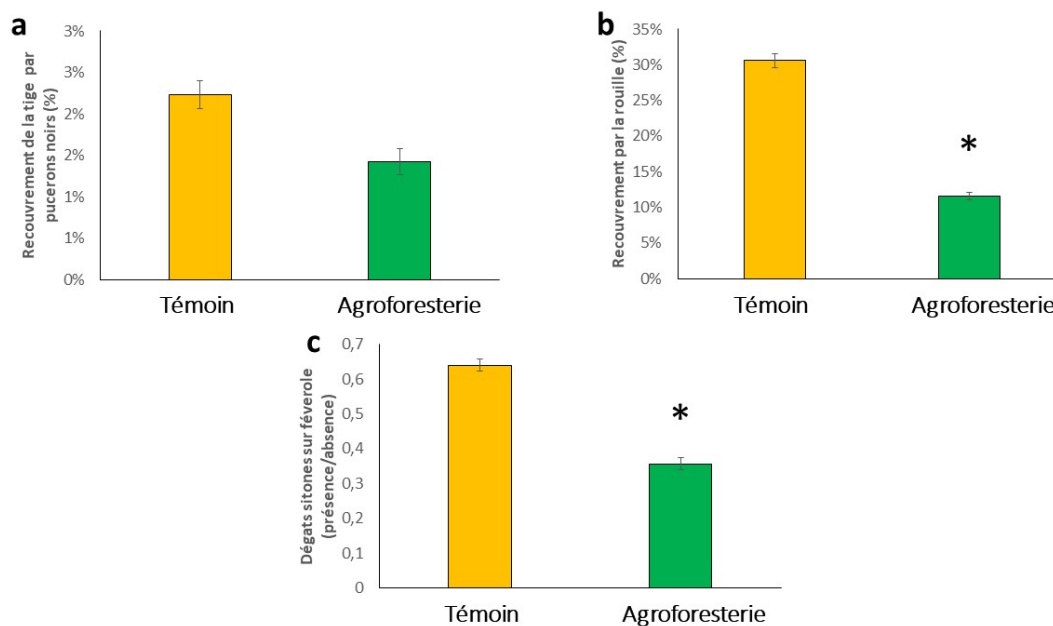 a
Recouvrement de la tige par
pucerons noirs (%)
3%
3%
2%
2%
1%
1%
0%
Témoin
Agroforesterie
b
Recouvrement par la rouille (%)
35%
30%
25%
20%
15%
10%
5%
0%
*
Témoin
Agroforesterie
c
Dégats sitones sur féverole
(présence/absence)
0,7
0,6
0,5
0,4
0,3
0,2
0,1
0
*
Témoin
Agroforesterie